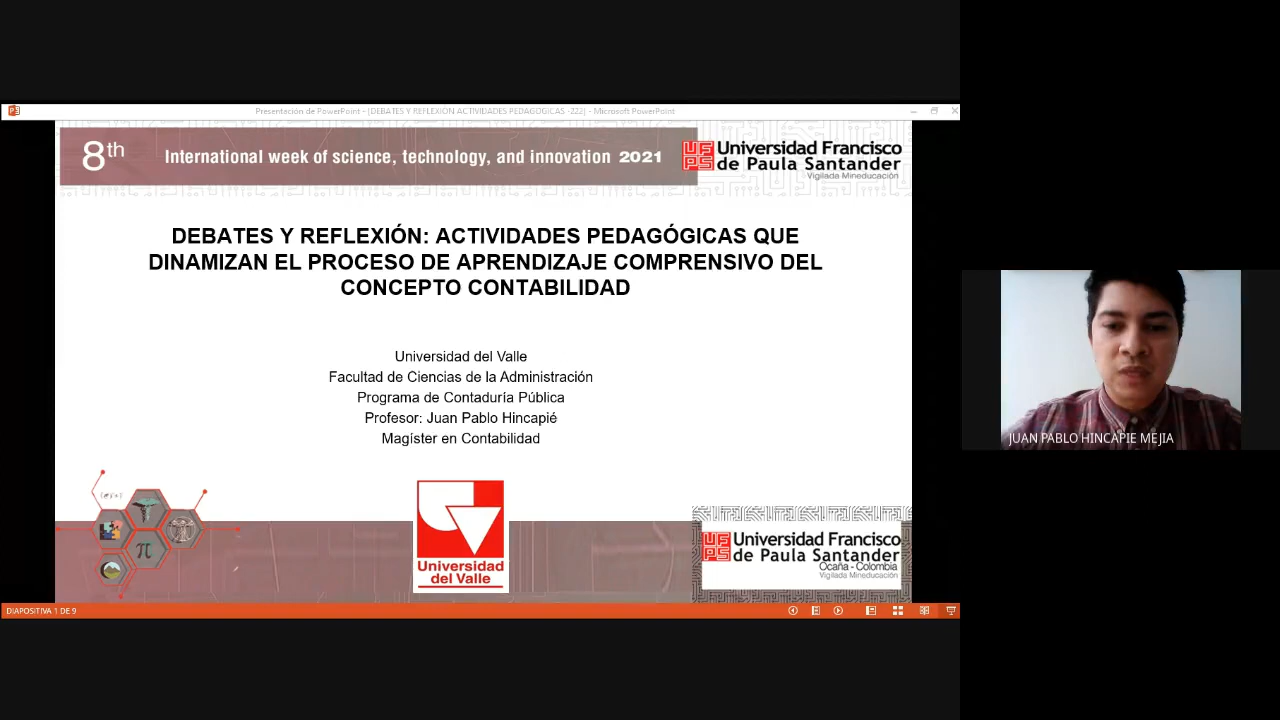 Presentación de PowerPoint - [DEBATES Y REFLEXIÓN ACTIVIDADES PEDAGOGICAS -222] - Microsoft PowerPoint
8th
International week of science, technology, and innovation 2021
UFPS
Universidad Francisco
de Paula Santander
Vigilada Mineducación
DEBATES Y REFLEXIÓN: ACTIVIDADES PEDAGÓGICAS QUE
DINAMIZAN EL PROCESO DE APRENDIZAJE COMPRENSIVO DEL
CONCEPTO CONTABILIDAD
Universidad del Valle
Facultad de Ciencias de la Administración
Programa de Contaduría Pública
Profesor: Juan Pablo Hincapié
Magíster en Contabilidad
JUAN PABLO HINCAPIE MEJIA
π
Universidad
del Valle
UFPS
Universidad Francisco
de Paula Santander
Ocaña - Colombia
Vigilada Mineducación
DIAPOSITIVA 1 DE 9